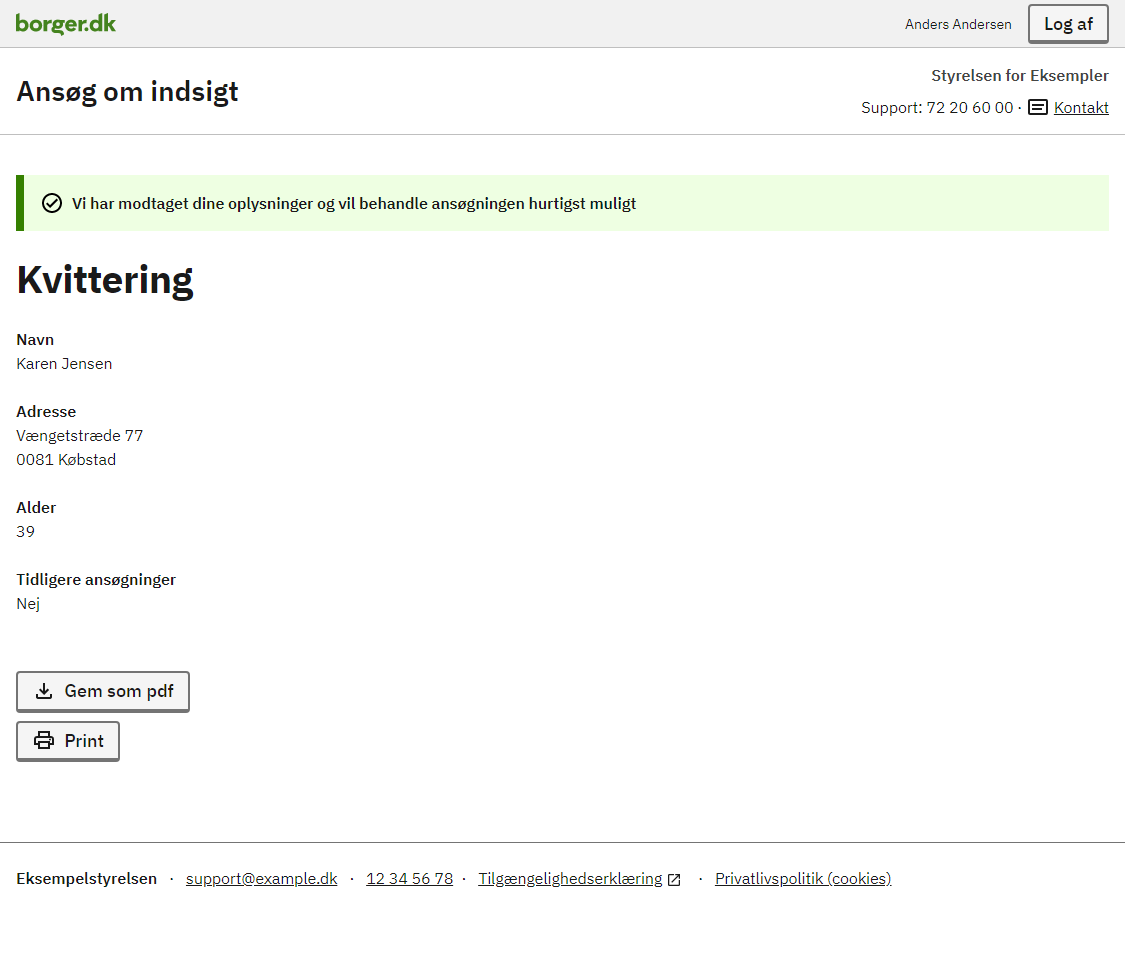 borger.dk
Anders Andersen
Log af
Ansøg om indsigt
Styrelsen for Eksempler
Support: 72 20 60 00 · Kontakt
Vi har modtaget dine oplysninger og vil behandle ansøgningen hurtigst muligt
Kvittering
Navn
Karen Jensen
Adresse
Vængetstræde 77
0081 Købstad
Alder
39
Tidligere ansøgninger
Nej
Gem som pdf
Print
Eksempelstyrelsen · support@example.dk · 12 34 56 78 · Tilgængelighedserklæring · Privatlivspolitik (cookies)